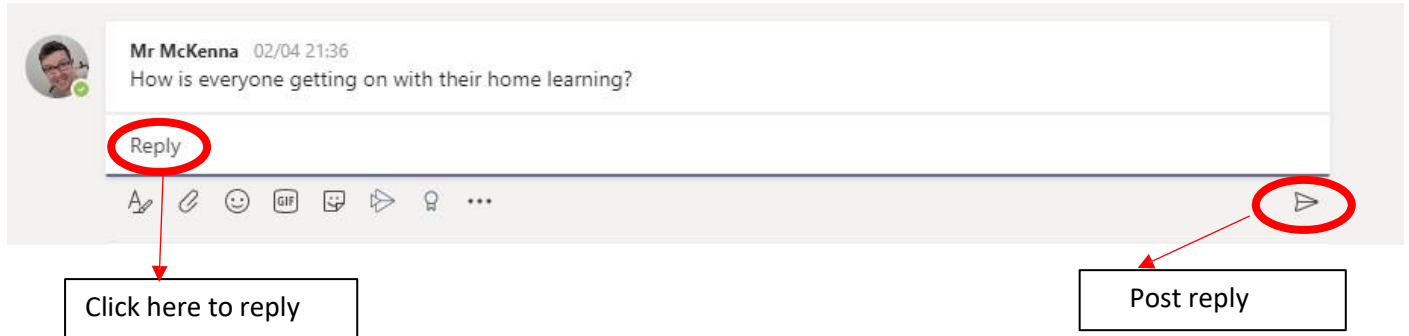 Mr McKenna 02/04 21:36
How is everyone getting on with their home learning?
Reply
GIF
Click here to reply
Post reply